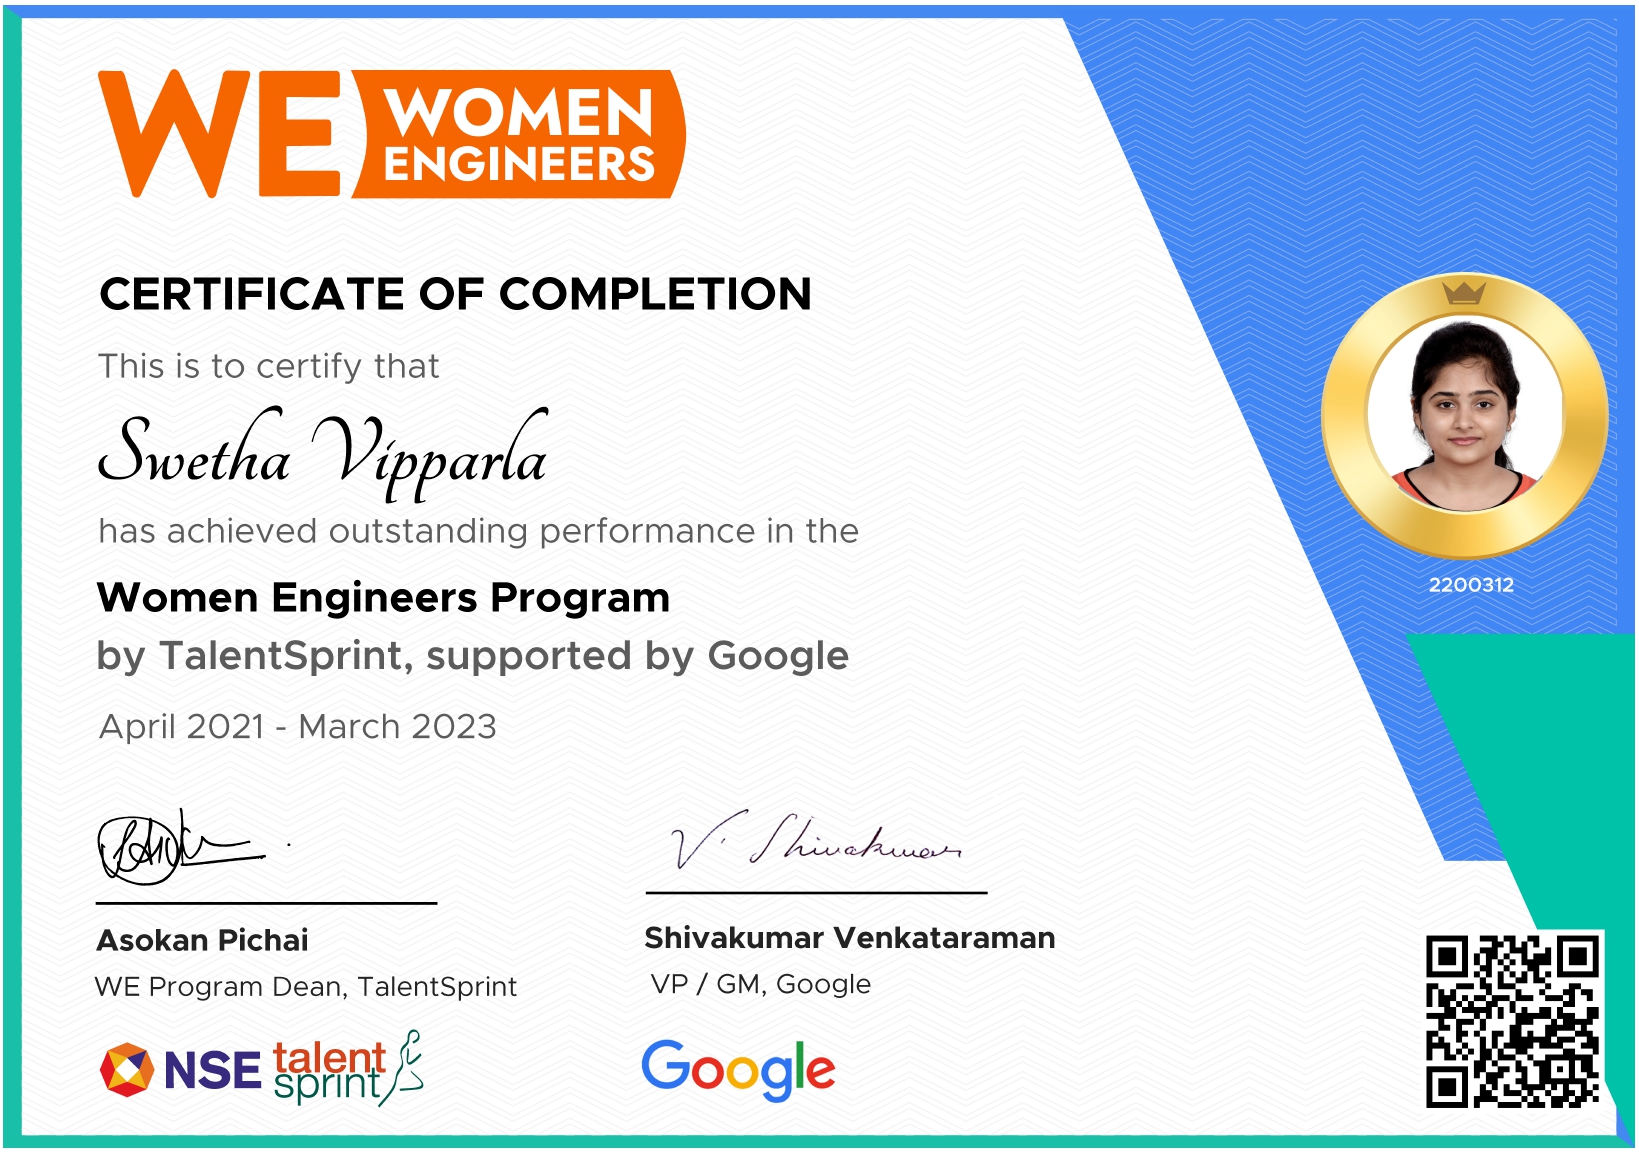 WE WOMEN
ENGINEERS
CERTIFICATE OF COMPLETION
This is to certify that
Swetha Vipparla
has achieved outstanding performance in the
Women Engineers Program
by TalentSprint, supported by Google
April 2021 - March 2023
2200312
V. Shivakumar
Asokan Pichai
WE Program Dean, TalentSprint
Shivakumar Venkataraman
VP / GM, Google
NSE talent
sprint
Google